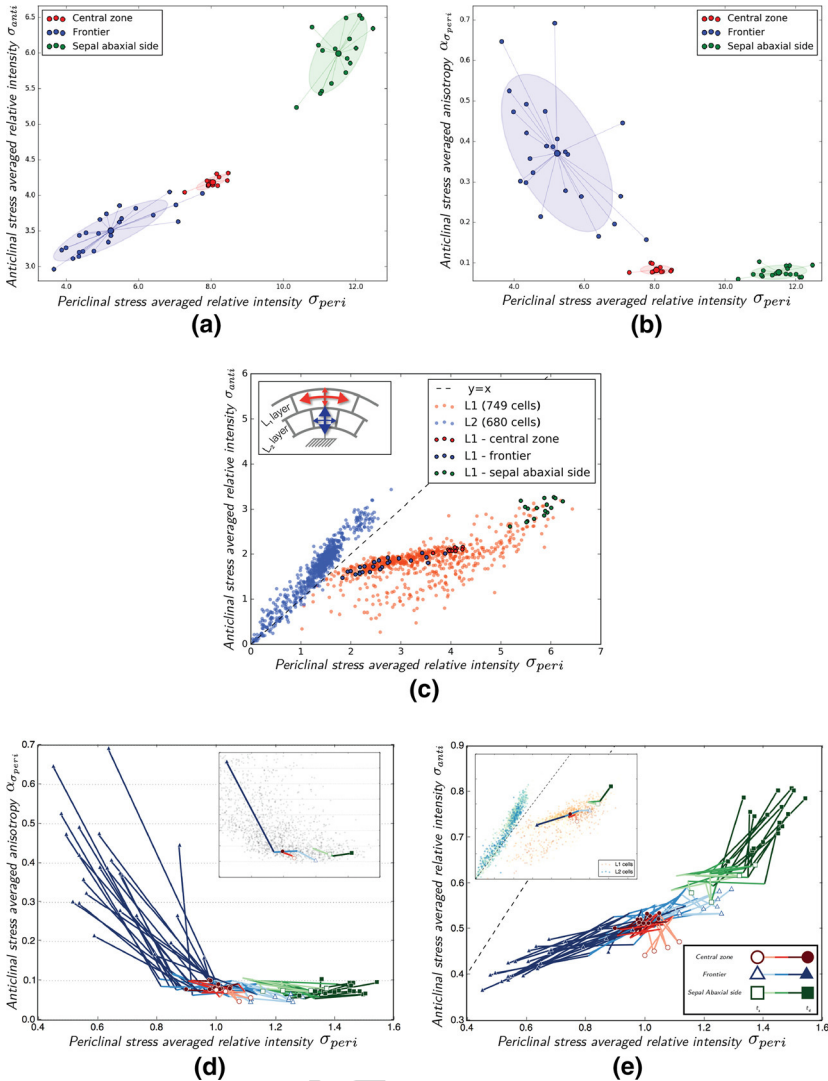 Anticlinal stress averaged relative intensity σanti
6.5
6.0
5.5
5.0
4.5
4.0
3.5
3.0
Central zone
Frontier
Sepal abaxial side
4.0 6.0 8.0 10.0 12.0
Periclinal stress averaged relative intensity σperi
(a)
Anticlinal stress averaged anisotropy ασperi
0.7
0.6
0.5
0.4
0.3
0.2
0.1
Central zone
Frontier
Sepal abaxial side
4.0 6.0 8.0 10.0 12.0
Periclinal stress averaged relative intensity σperi
(b)
Anticlinal stress averaged relative intensity σanti
6
5
4
3
2
1
0
L1 layer
L2 layer
y=x
L1 (749 cells)
L2 (680 cells)
L1 - central zone
L1 - frontier
L1 - sepal abaxial side
0 1 2 3 4 5 6 7
Periclinal stress averaged relative intensity σperi
(c)
Anticlinal stress averaged anisotropy ασperi
0.7
0.6
0.5
0.4
0.3
0.2
0.1
0.0
0.4 0.6 0.8 1.0 1.2 1.4 1.6
Periclinal stress averaged relative intensity σperi
(d)
Anticlinal stress averaged relative intensity σanti
0.9
0.8
0.7
0.6
0.5
0.4
0.3
L1 cells
L2 cells
Central zone
Frontier
Sepal Abaxial side
0.4 0.6 0.8 1.0 1.2 1.4 1.6
Periclinal stress averaged relative intensity σperi
(e)